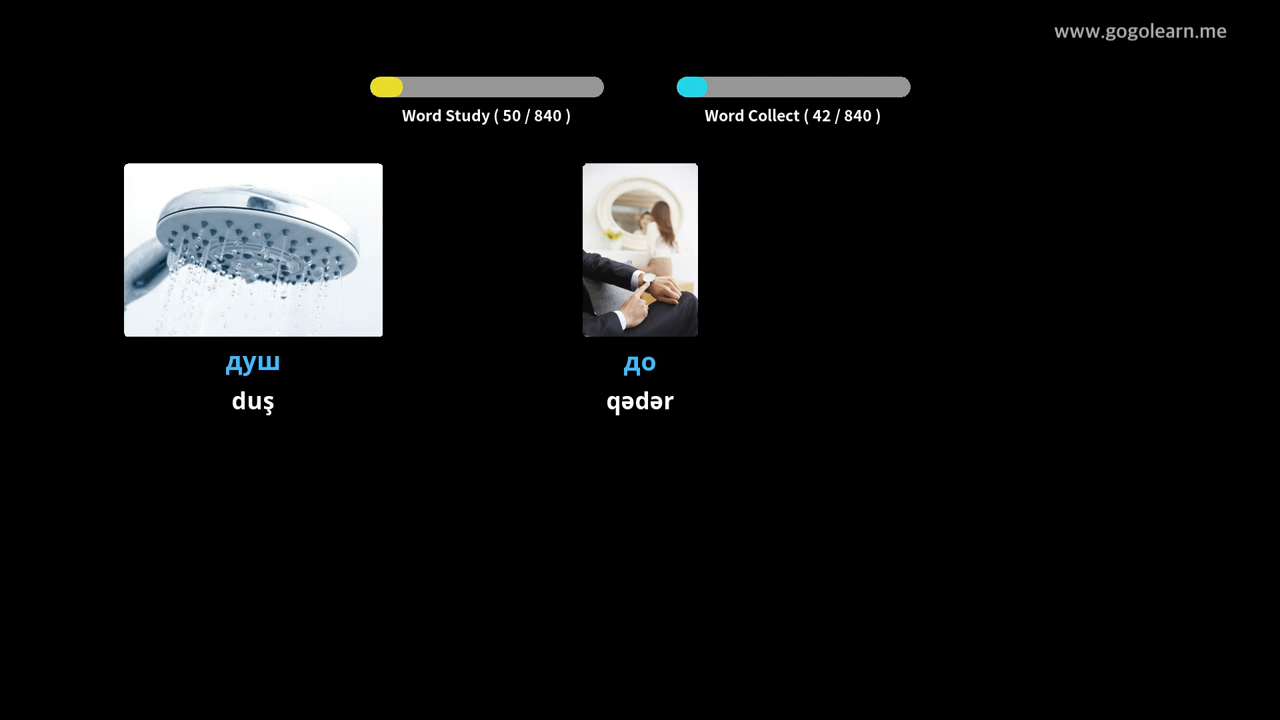 www.gogolearn.me
Word Study ( 50 / 840 )
Word Collect ( 42 / 840 )
душ
duş
до
qədər